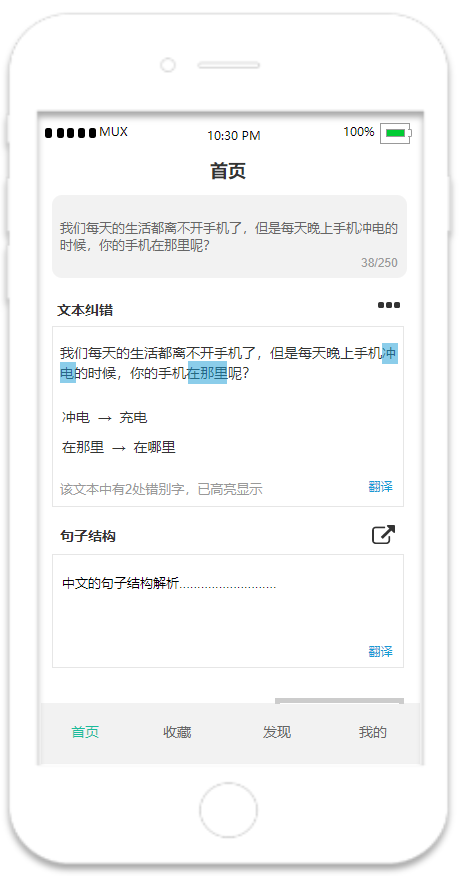 MUX 10:30 PM 100%
首页
我们每天的生活都离不开手机了，但是每天晚上手机冲电的
时候，你的手机在那里呢？
38/250
文本纠错
我们每天的生活都离不开手机了，但是每天晚上手机冲
电的时候，你的手机在那里呢？
冲电 → 充电
在那里 → 在哪里
该文本中有2处错别字，已高亮显示 翻译
句子结构
中文的句子结构解析...........................
翻译
首页 收藏 发现 我的